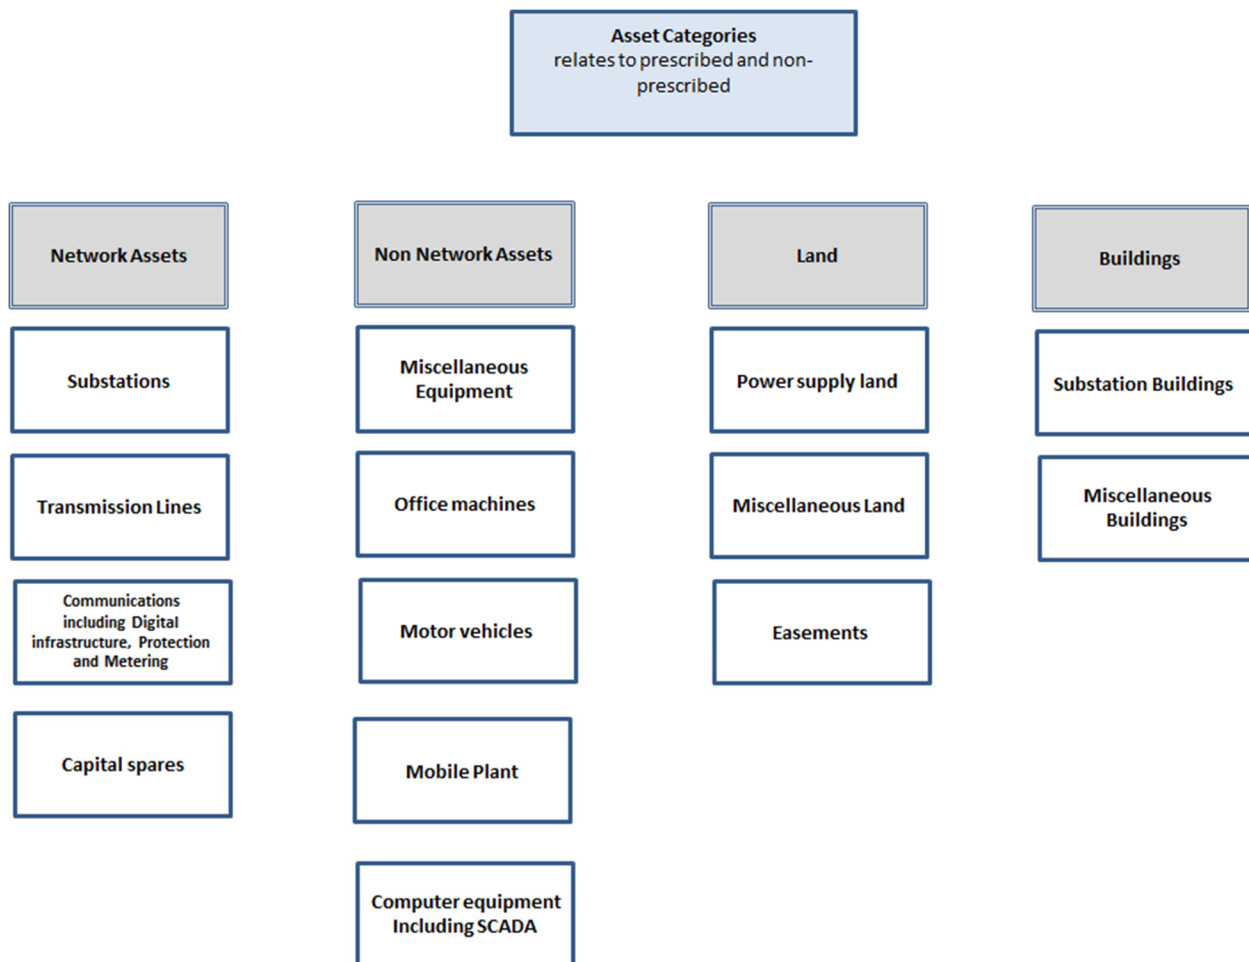 Asset Categories
relates to prescribed and non-
prescribed
Network Assets
Non Network Assets
Land
Buildings
Substations
Miscellaneous
Equipment
Power supply land
Substation Buildings
Transmission Lines
Office machines
Miscellaneous Land
Miscellaneous
Buildings
Communications
including Digital
infrastructure, Protection
and Metering
Motor vehicles
Easements
Capital spares
Mobile Plant
Computer equipment
Including SCADA